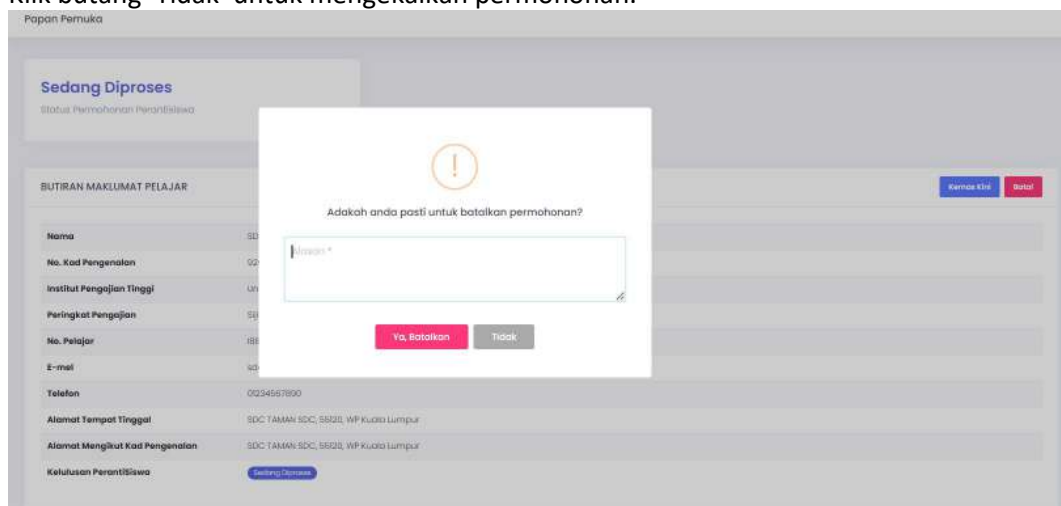 Klik butang "Tidak" untuk mengekalkan permohonan.
Papan Pemuka
Sedang Diproses
Status Permohonan PerantiSiswa
BUTIRAN MAKLUMAT PELAJAR
Kemas Kini
Batal
Adakah anda pasti untuk batalkan permohonan?
Ya, Batalkan
Tidak
Nama
No. Kad Pengenalan
Institut Pengajian Tinggi
Peringkat Pengajian
No. Pelajar
E-mel
Telefon 01234567890
Alamat Tempat Tinggal SDC TAMAN SDC, 55120, WP Kuala Lumpur
Alamat Mengikut Kad Pengenalan SDC TAMAN SDC, 55120, WP Kuala Lumpur
Kelulusan PerantiSiswa Sedang Diproses